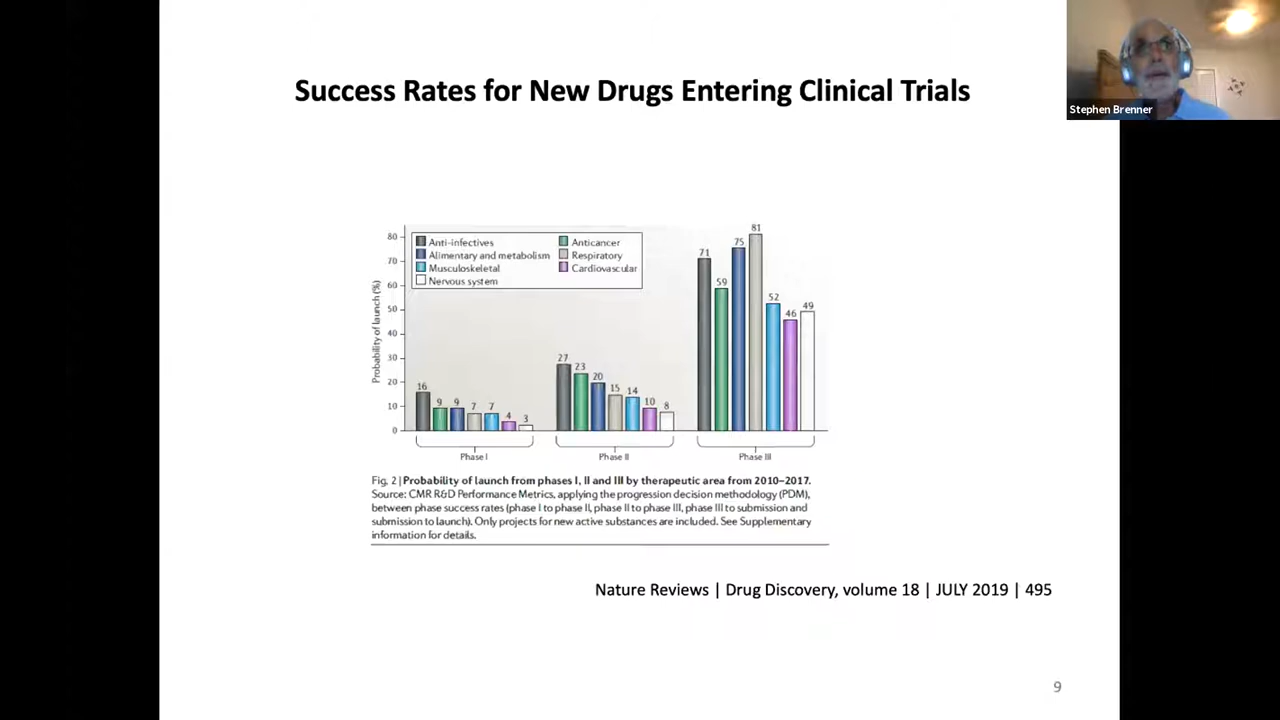 Success Rates for New Drugs Entering Clinical Trials
Stephen Brenner
Probability of launch (%)
80
70
60
50
40
30
20
10
0
Anti-infectives
Alimentary and metabolism
Musculoskeletal
Nervous system
Anticancer
Respiratory
Cardiovascular
16
9
9
7
7
4
3
27
23
20
15
14
10
8
71
59
75
81
52
46
49
Phase I
Phase II
Phase III
Fig. 2 | Probability of launch from phases I, II and III by therapeutic area from 2010–2017.
Source: CMR R&D Performance Metrics, applying the progression decision methodology (PDM),
between phase success rates (phase I to phase II, phase II to phase III, phase III to submission and
submission to launch). Only projects for new active substances are included. See Supplementary
information for details.
Nature Reviews | Drug Discovery, volume 18 | JULY 2019 | 495
9